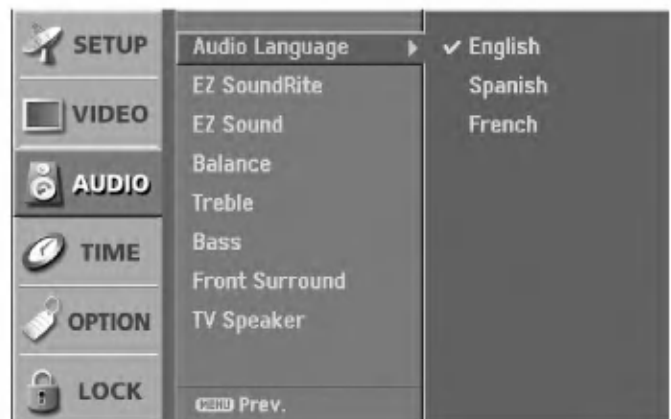 SETUP
VIDEO
AUDIO
TIME
OPTION
LOCK
Audio Language
EZ SoundRite
EZ Sound
Balance
Treble
Bass
Front Surround
TV Speaker
MENU Prev.
✓ English
Spanish
French